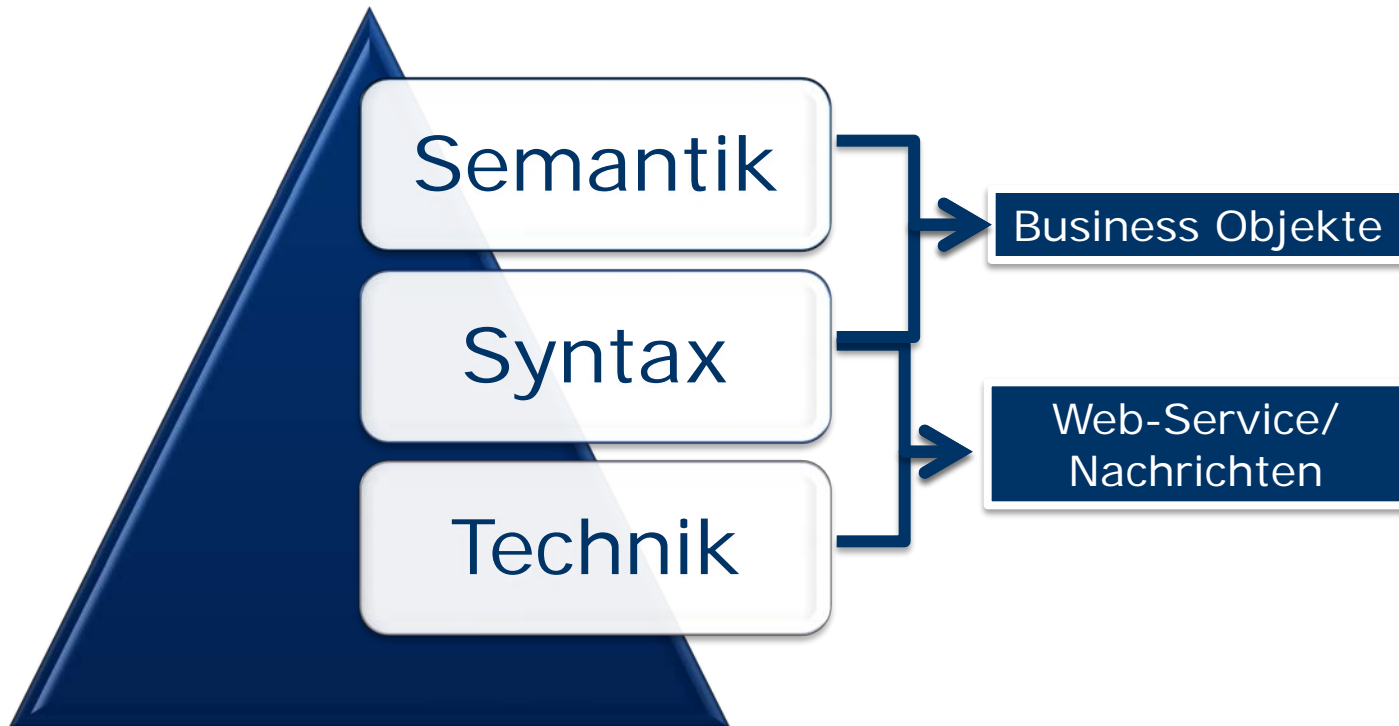 Semantik
Business Objekte
Syntax
Web-Service/
Nachrichten
Technik